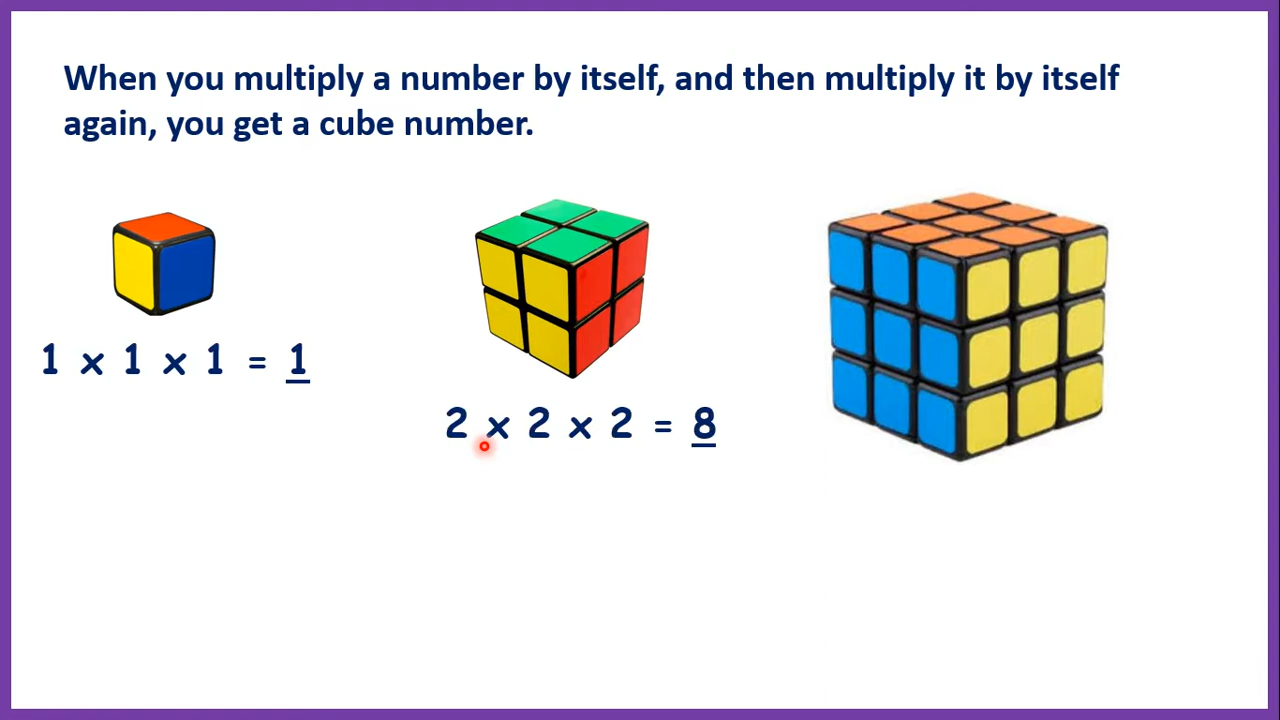 When you multiply a number by itself, and then multiply it by itself
again, you get a cube number.
1 x 1 x 1 = 1
2 x 2 x 2 = 8